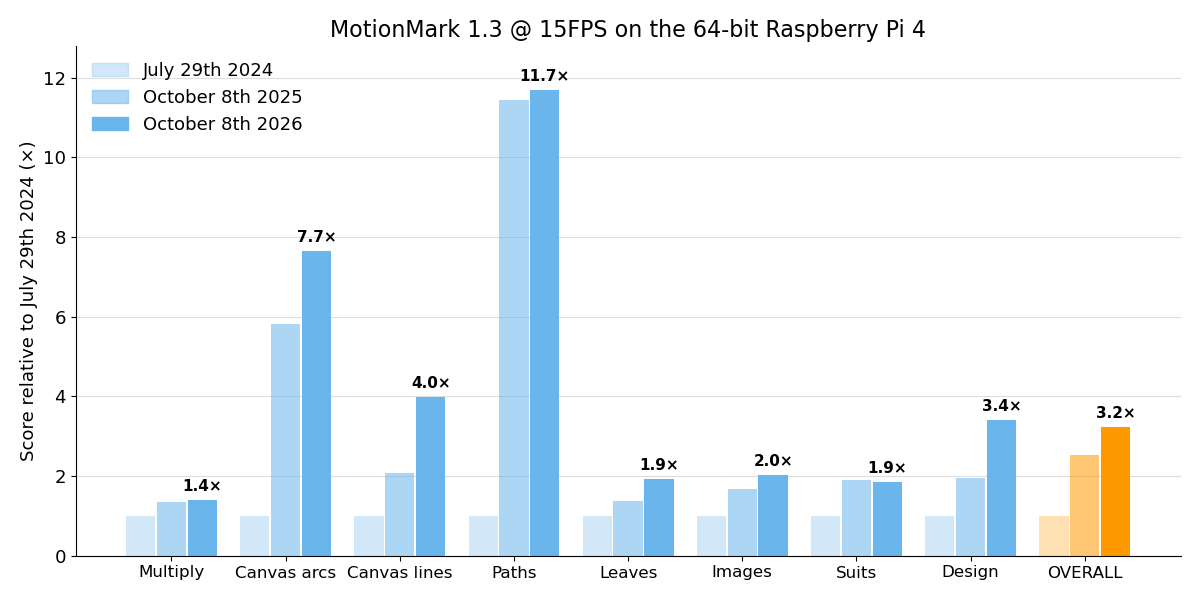 MotionMark 1.3 @ 15FPS on the 64-bit Raspberry Pi 4
July 29th 2024
October 8th 2025
October 8th 2026
Score relative to July 29th 2024 (×)
12
10
8
6
4
2
0
1.4×
7.7×
4.0×
11.7×
1.9×
2.0×
1.9×
3.4×
3.2×
Multiply
Canvas arcs
Canvas lines
Paths
Leaves
Images
Suits
Design
OVERALL